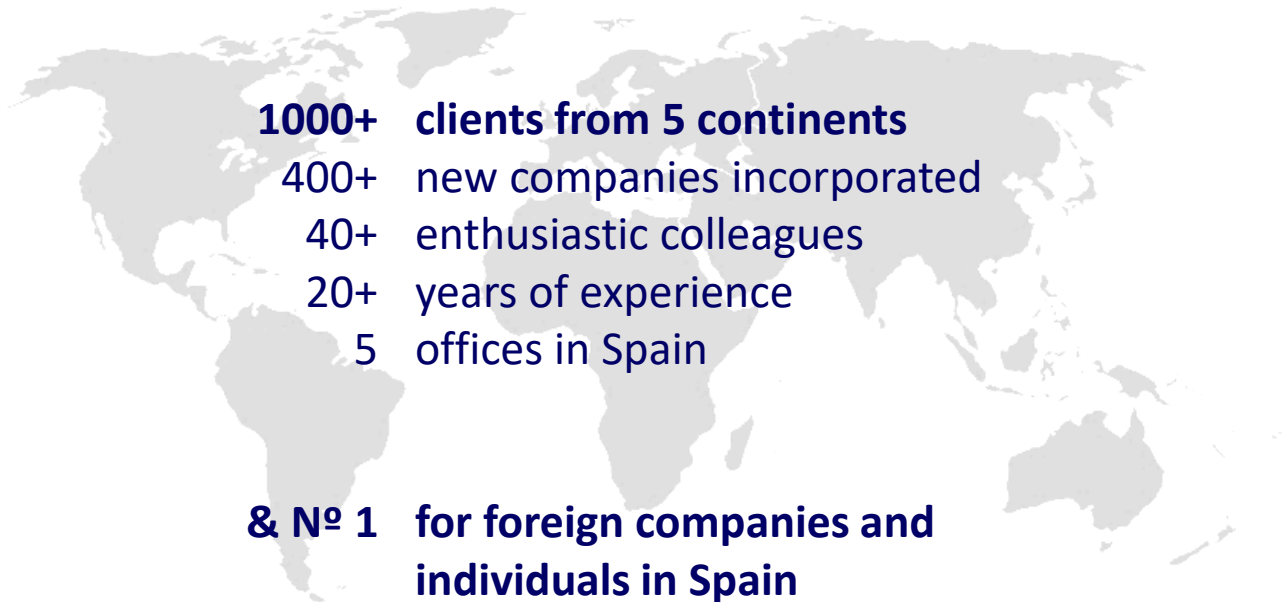 1000+ clients from 5 continents
400+ new companies incorporated
40+ enthusiastic colleagues
20+ years of experience
5 offices in Spain
& Nº 1 for foreign companies and
individuals in Spain